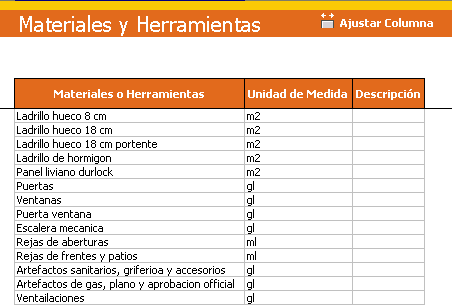 Materiales y Herramientas
Ajustar Columna
Materiales o Herramientas Unidad de Medida Descripción
Ladrillo hueco 8 cm m2
Ladrillo hueco 18 cm m2
Ladrillo hueco 18 cm portente m2
Ladrillo de hormigon m2
Panel liviano durlock m2
Puertas gl
Ventanas gl
Puerta ventana gl
Escalera mecanica gl
Rejas de aberturas ml
Rejas de frentes y patios ml
Artefactos sanitarios, griferioa y accesorios gl
Artefactos de gas, plano y aprobacion official gl
Ventailaciones gl